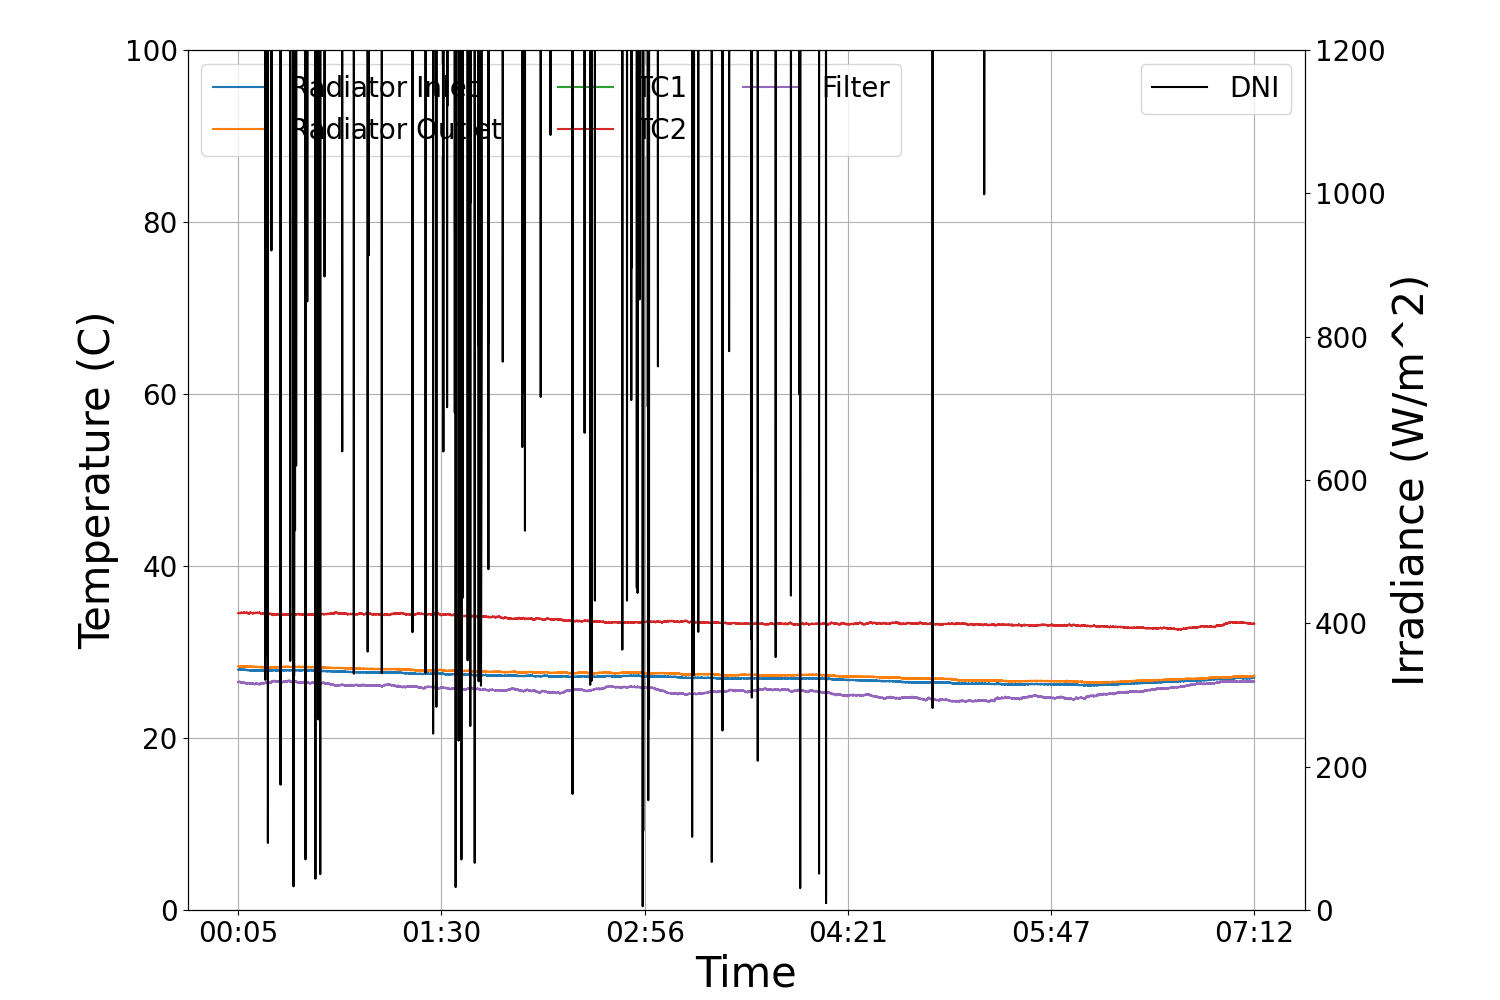 100
80
60
40
20
0
Temperature (C)
Radiator Inlet
Radiator Outlet
TC1
TC2
Filter
DNI
1200
1000
800
600
400
200
0
Irradiance (W/m^2)
00:05 01:30 02:56 04:21 05:47 07:12
Time